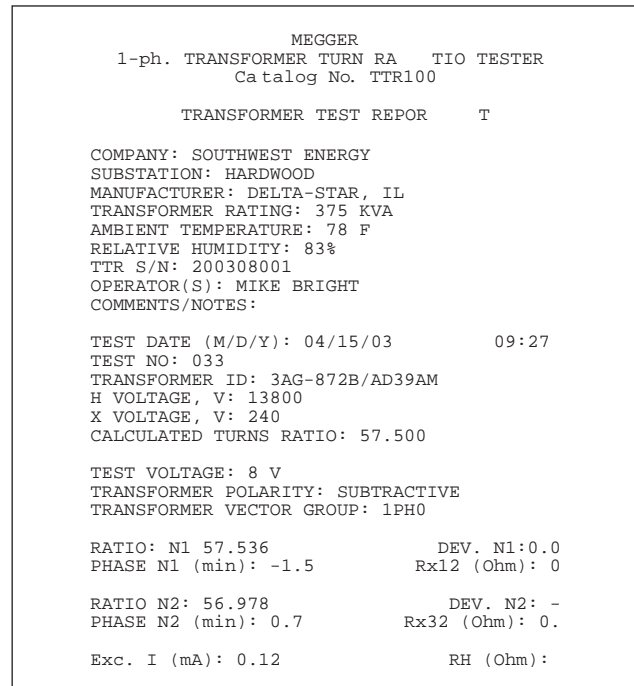 MEGGER
1-ph. TRANSFORMER TURN RA TIO TESTER
Catalog No. TTR100
TRANSFORMER TEST REPOR T
COMPANY: SOUTHWEST ENERGY
SUBSTATION: HARDWOOD
MANUFACTURER: DELTA-STAR, IL
TRANSFORMER RATING: 375 KVA
AMBIENT TEMPERATURE: 78 F
RELATIVE HUMIDITY: 83%
TTR S/N: 200308001
OPERATOR(S): MIKE BRIGHT
COMMENTS/NOTES:
TEST DATE (M/D/Y): 04/15/03 09:27
TEST NO: 033
TRANSFORMER ID: 3AG-872B/AD39AM
H VOLTAGE, V: 13800
X VOLTAGE, V: 240
CALCULATED TURNS RATIO: 57.500
TEST VOLTAGE: 8 V
TRANSFORMER POLARITY: SUBTRACTIVE
TRANSFORMER VECTOR GROUP: 1PH0
RATIO: N1 57.536 DEV. N1:0.0
PHASE N1 (min): -1.5 Rx12 (Ohm): 0
RATIO N2: 56.978 DEV. N2: -
PHASE N2 (min): 0.7 Rx32 (Ohm): 0.
Exc. I (mA): 0.12 RH (Ohm):